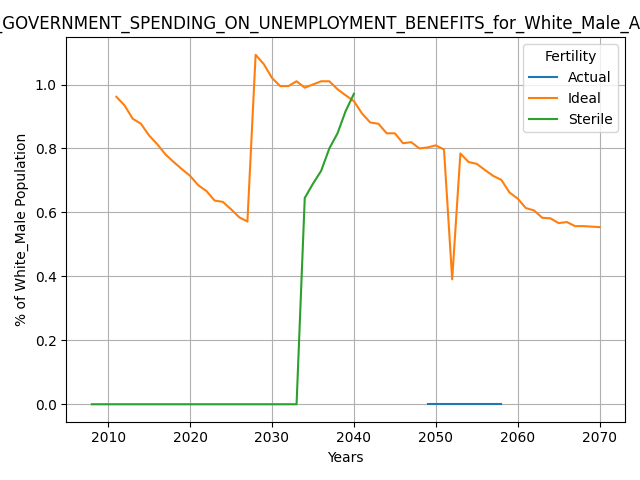 _GOVERNMENT_SPENDING_ON_UNEMPLOYMENT_BENEFITS_for_White_Male_A
Fertility
Actual
Ideal
Sterile
% of White_Male Population
1.0
0.8
0.6
0.4
0.2
0.0
2010 2020 2030 2040 2050 2060 2070
Years